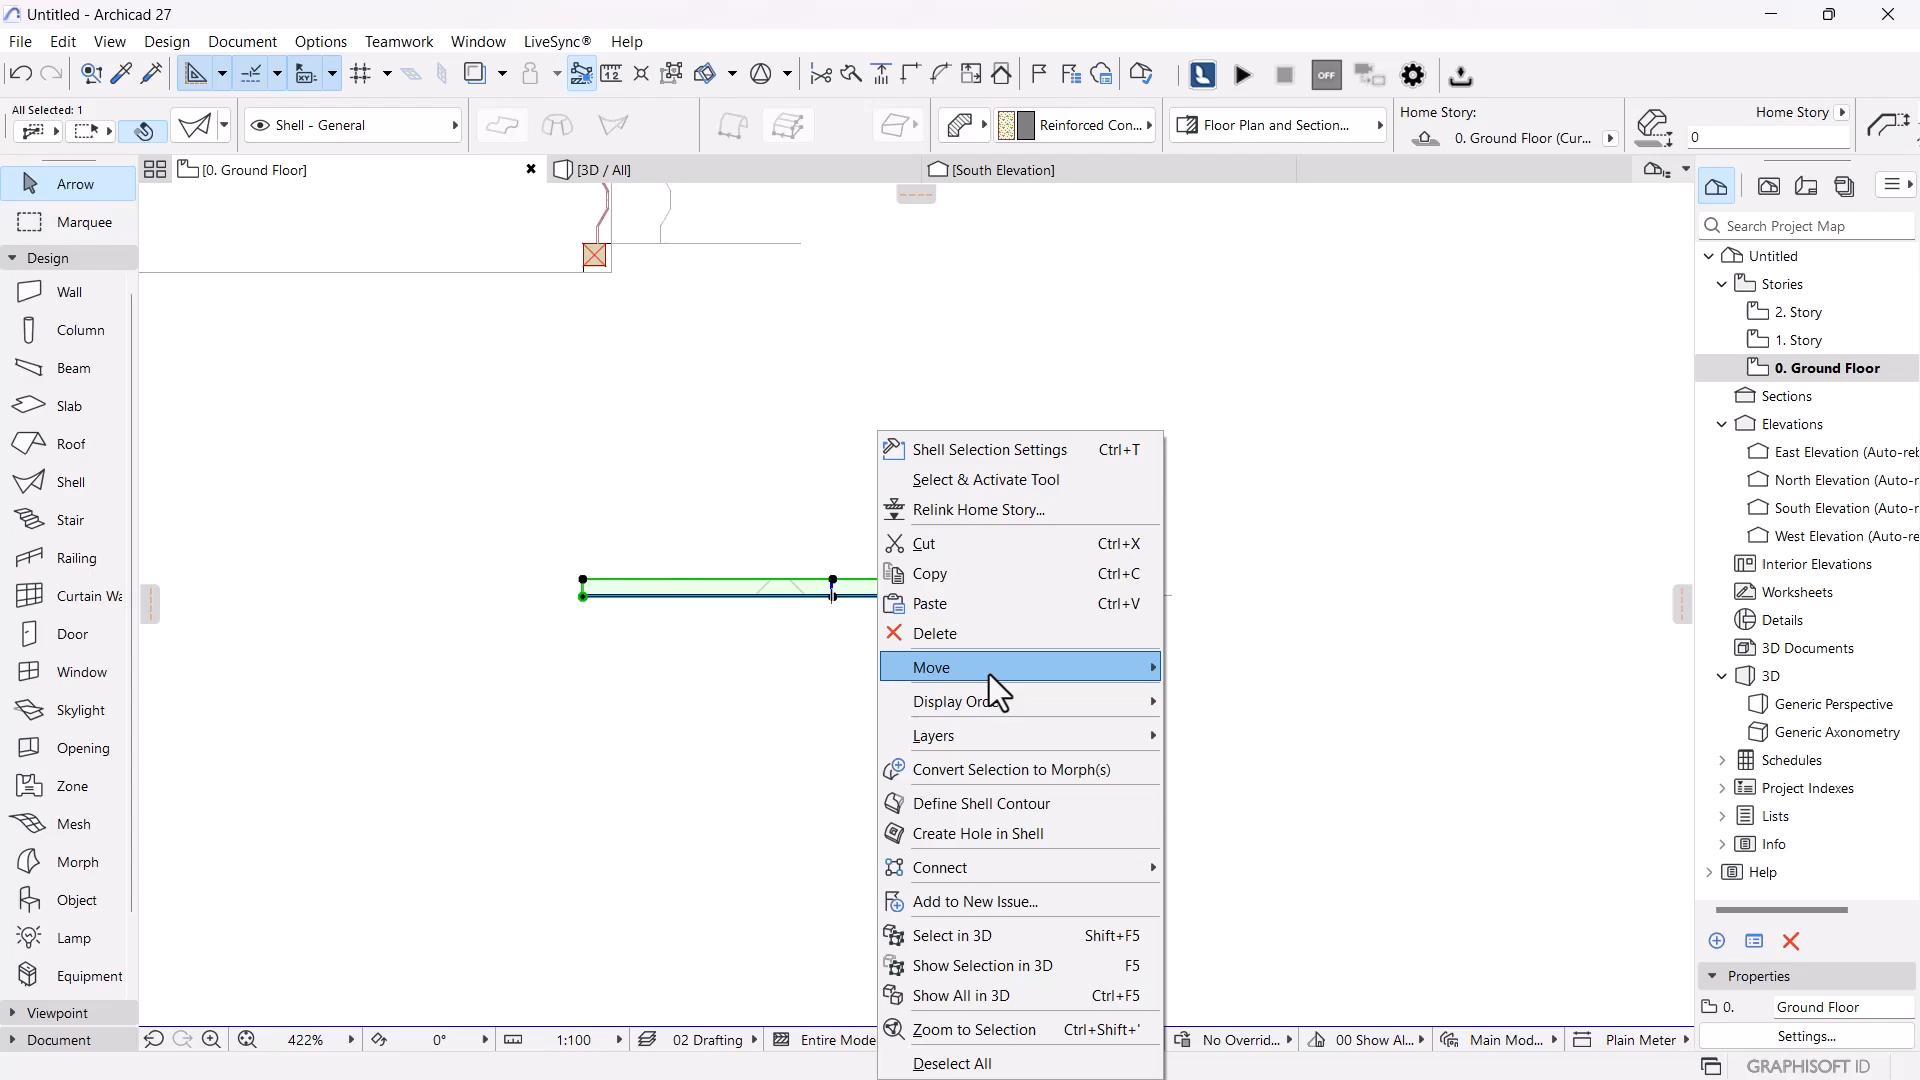 Untitled - Archicad 27
File Edit View Design Document Options Teamwork Window LiveSync® Help
OFF
All Selected: 1
Shell - General
Reinforced Con...
Floor Plan and Section...
Home Story:
0. Ground Floor (Cur...
Home Story
0
[0. Ground Floor]
[3D / All]
[South Elevation]
Arrow
Marquee
Design
Wall
Column
Beam
Slab
Roof
Shell
Stair
Railing
Curtain Wa
Door
Window
Skylight
Opening
Zone
Mesh
Morph
Object
Lamp
Equipment
Viewpoint
Document
Shell Selection Settings Ctrl+T
Select & Activate Tool
Relink Home Story...
Cut Ctrl+X
Copy Ctrl+C
Paste Ctrl+V
Delete
Move
Display Ord
Layers
Convert Selection to Morph(s)
Define Shell Contour
Create Hole in Shell
Connect
Add to New Issue...
Select in 3D Shift+F5
Show Selection in 3D F5
Show All in 3D Ctrl+F5
Zoom to Selection Ctrl+Shift+'
Deselect All
Search Project Map
Untitled
Stories
2. Story
1. Story
0. Ground Floor
Sections
Elevations
East Elevation (Auto-reb
North Elevation (Auto-r
South Elevation (Auto-r
West Elevation (Auto-re
Interior Elevations
Worksheets
Details
3D Documents
3D
Generic Perspective
Generic Axonometry
Schedules
Project Indexes
Lists
Info
Help
Properties
0. Ground Floor
Settings...
422% 0° 1:100 02 Drafting Entire Mode No Overrid... 00 Show Al... Main Mod... Plain Meter
GRAPHISOFT ID